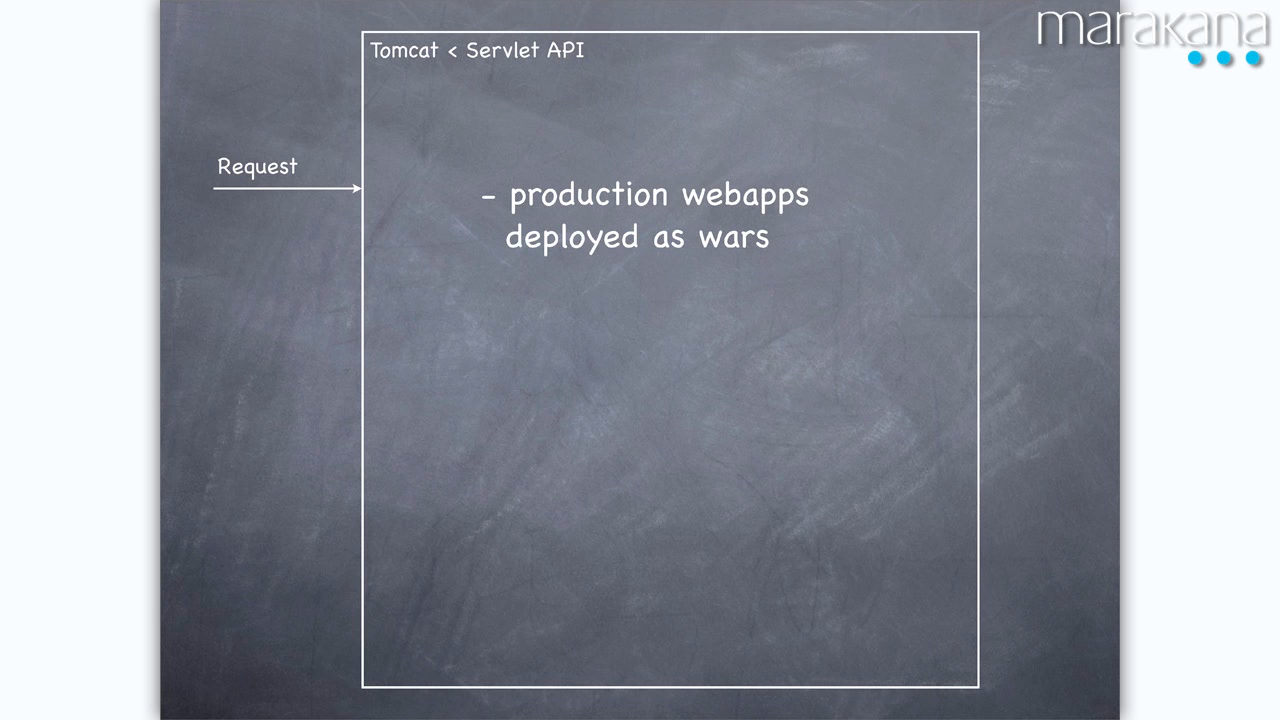 marakana
Tomcat < Servlet API
Request
- production webapps
deployed as wars